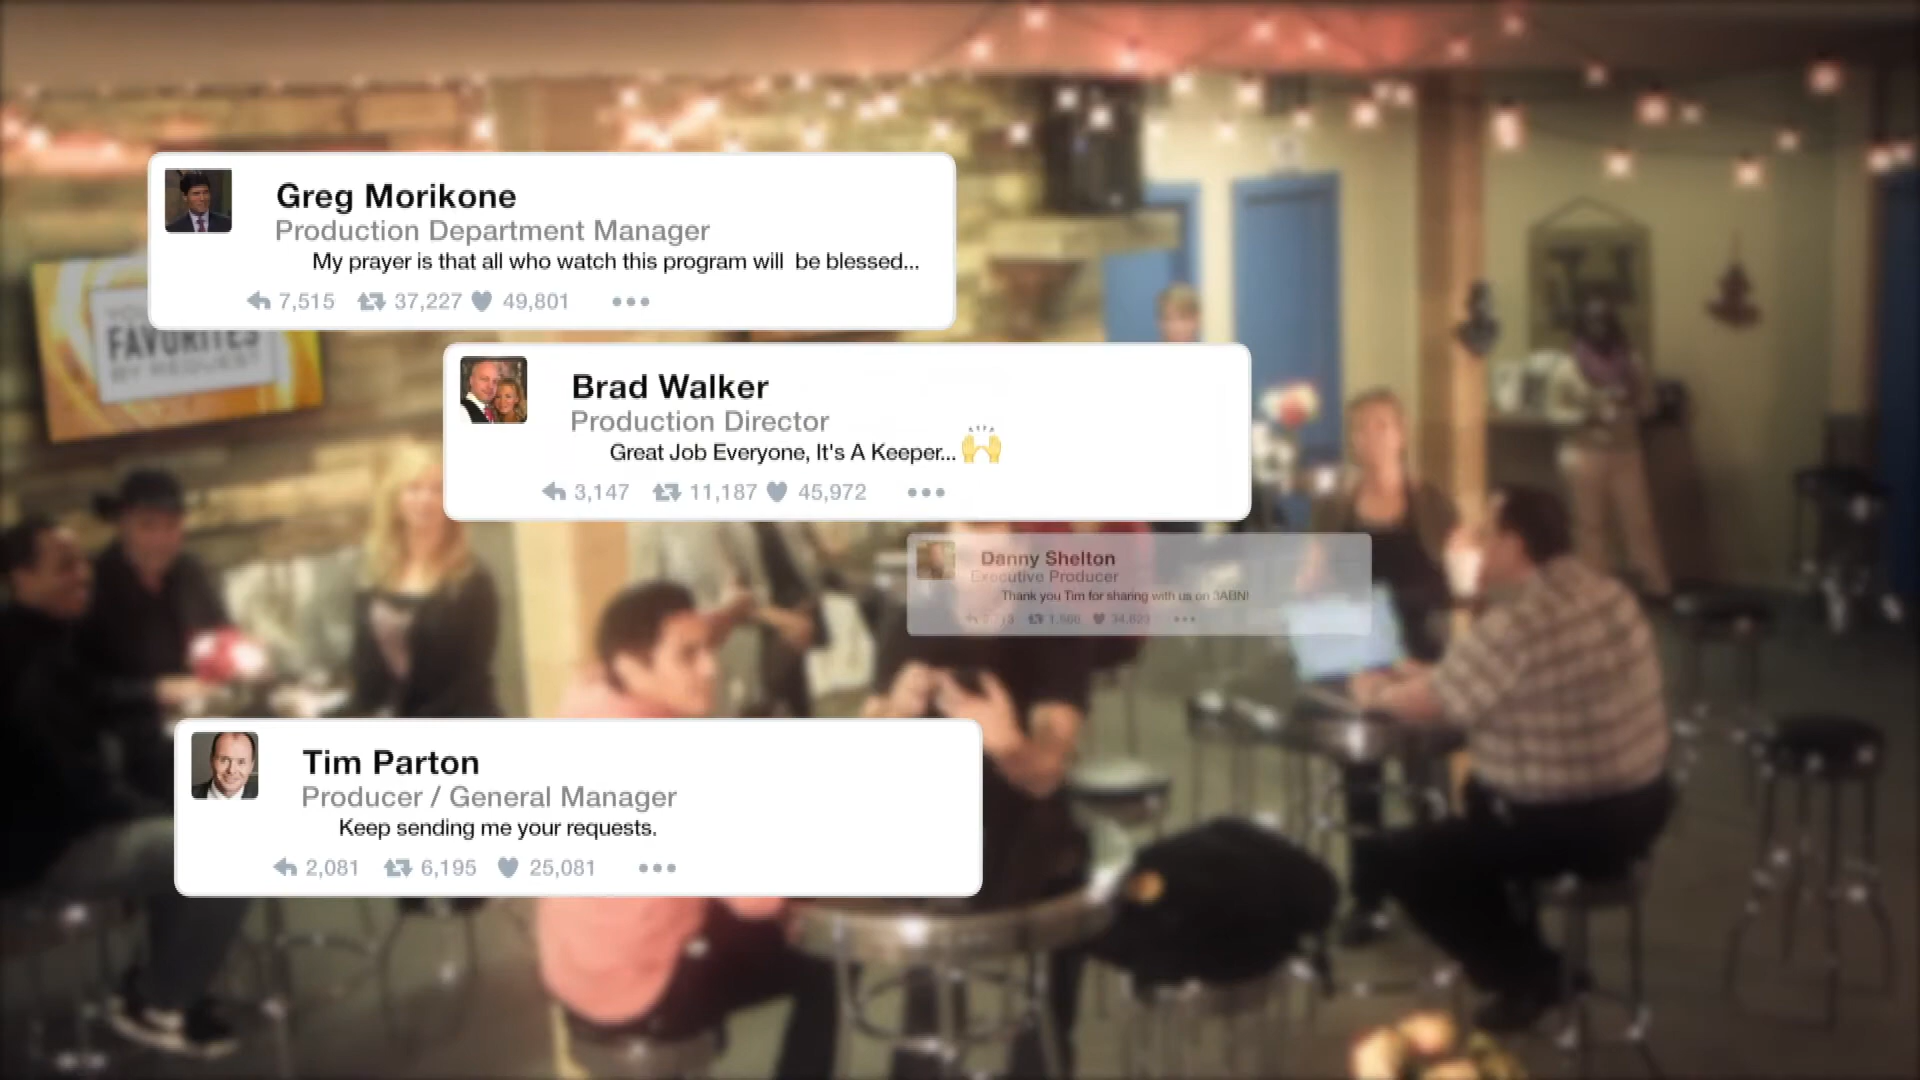 Greg Morikone
Production Department Manager
My prayer is that all who watch this program will be blessed...
7,515 37,227 49,801
FAVORITES
BY REQUEST
Brad Walker
Production Director
Great Job Everyone, It's A Keeper... 🙌
3,147 11,187 45,972
Danny Shelton
Executive Producer
Thank you Tim for sharing with us on 3ABN!
Tim Parton
Producer / General Manager
Keep sending me your requests.
2,081 6,195 25,081